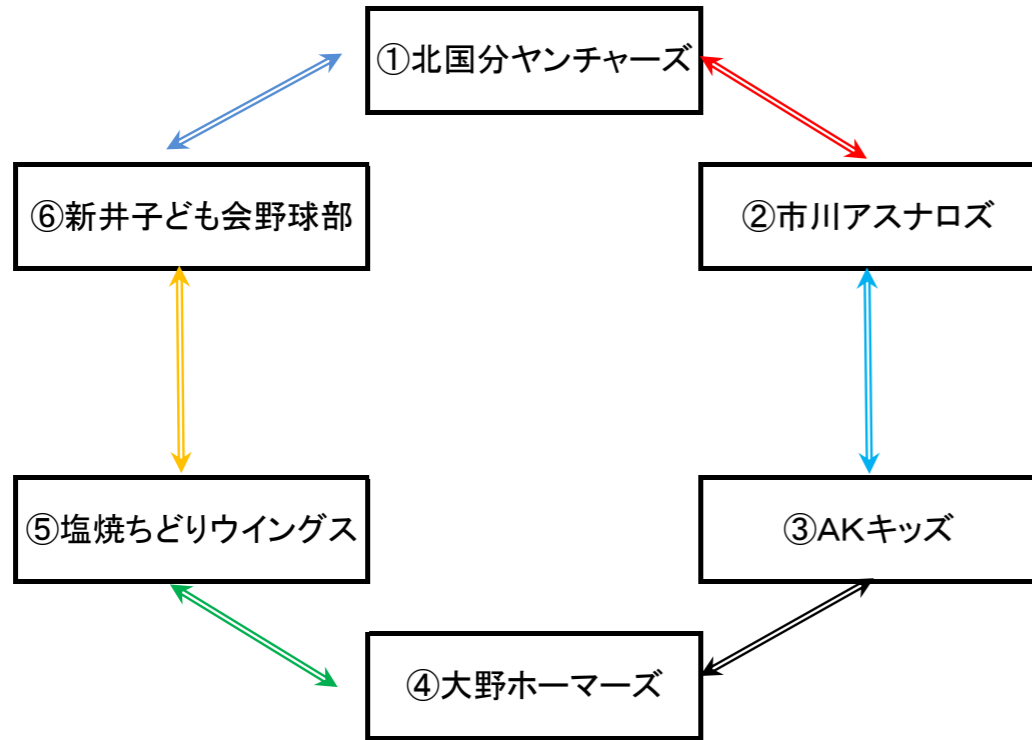 ①北国分ヤンチャーズ
②市川アスナロズ
③AKキッズ
④大野ホーマーズ
⑤塩焼ちどりウイングス
⑥新井子ども会野球部